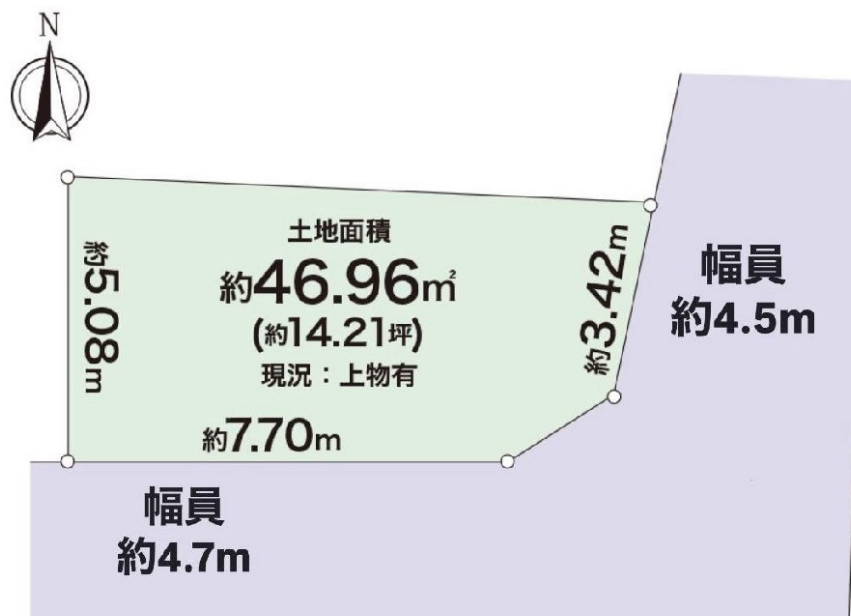 N
土地面積
約46.96㎡
(約14.21坪)
現況：上物有
約5.08m
約3.42m
約7.70m
幅員
約4.5m
幅員
約4.7m